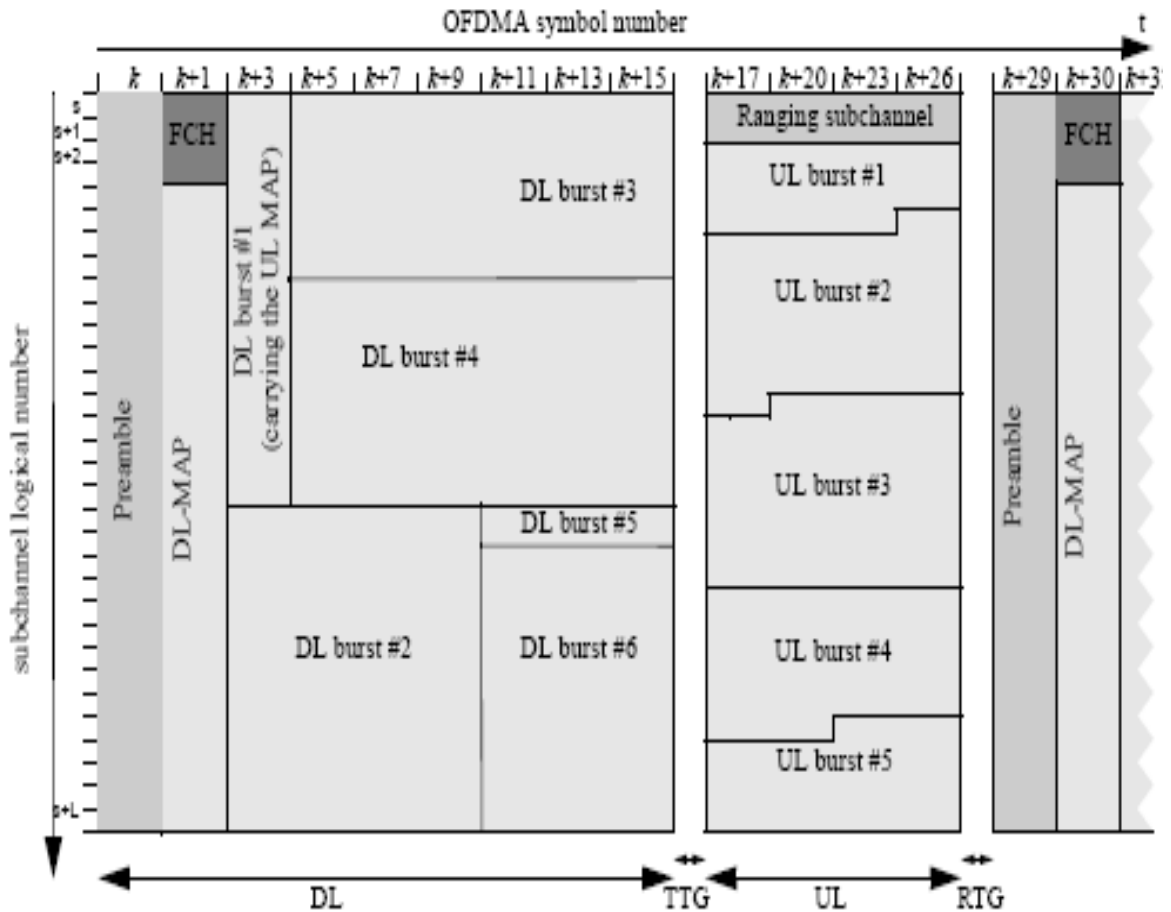 OFDMA symbol number
t
k k+1 k+3 k+5 k+7 k+9 k+11 k+13 k+15 k+17 k+20 k+23 k+26 k+29 k+30
s
s+1
s+2
s+L
subchannel logical number
Preamble
FCH
DL-MAP
DL burst #1
(carrying the UL MAP)
DL burst #3
DL burst #4
DL burst #5
DL burst #2
DL burst #6
Ranging subchannel
UL burst #1
UL burst #2
UL burst #3
UL burst #4
UL burst #5
Preamble
FCH
DL-MAP
DL
TTG
UL
RTG